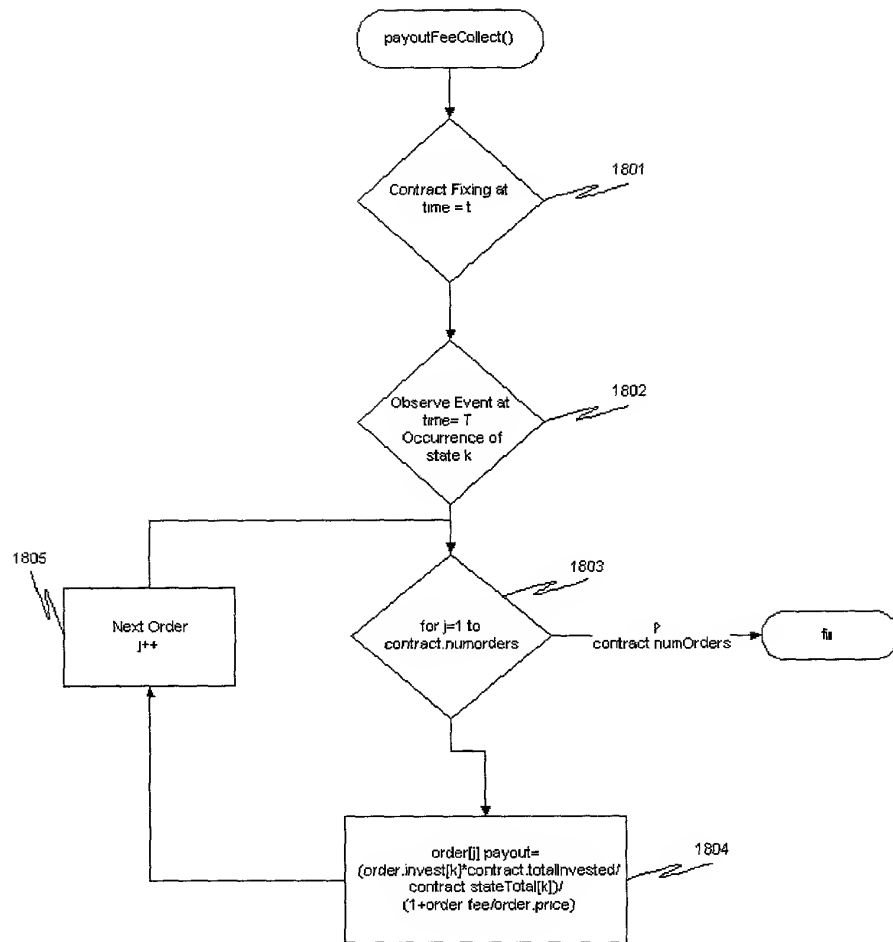 payoutFeeCollect()
Contract Fixing at
time = t
1801
Observe Event at
time= T
Occurrence of
state k
1802
1805
Next Order
j++
for j=1 to
contract.numorders
1803
contract numOrders
order[j] payout=
(order.invest[k]*contract.totalInvested/
contract stateTotal[k])/
(1+order fee/order.price)
1804